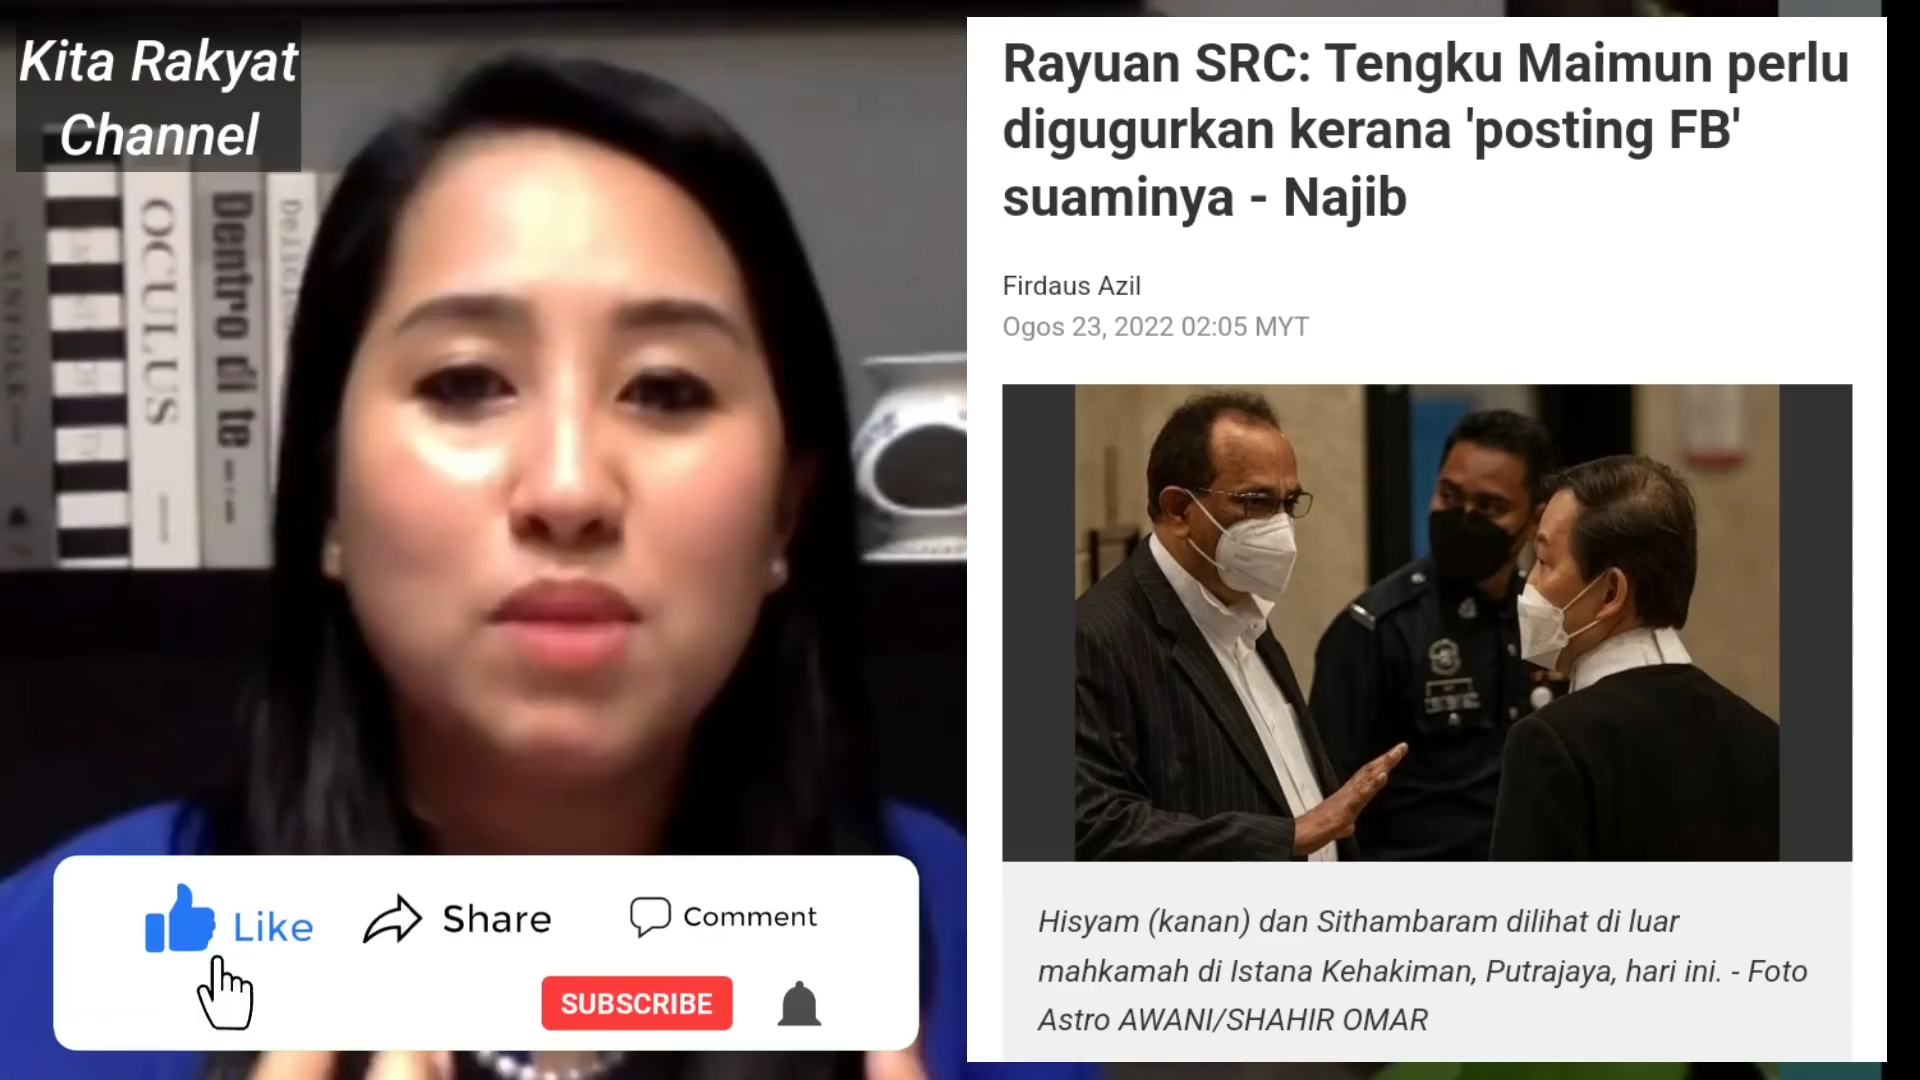 Kita Rakyat
Channel
OCULUS
Dentro di te
Rayuan SRC: Tengku Maimun perlu
digugurkan kerana 'posting FB'
suaminya - Najib
Firdaus Azil
Ogos 23, 2022 02:05 MYT
Hisyam (kanan) dan Sithambaram dilihat di luar
mahkamah di Istana Kehakiman, Putrajaya, hari ini. - Foto
Astro AWANI/SHAHIR OMAR
Like
Share
Comment
SUBSCRIBE